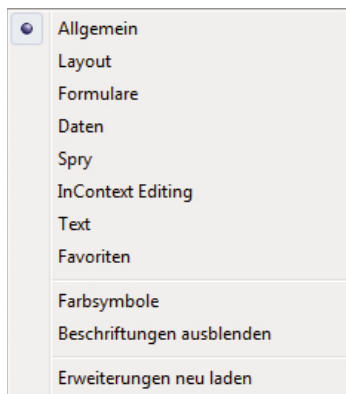 Allgemein
Layout
Formulare
Daten
Spry
InContext Editing
Text
Favoriten
Farbsymbole
Beschriftungen ausblenden
Erweiterungen neu laden